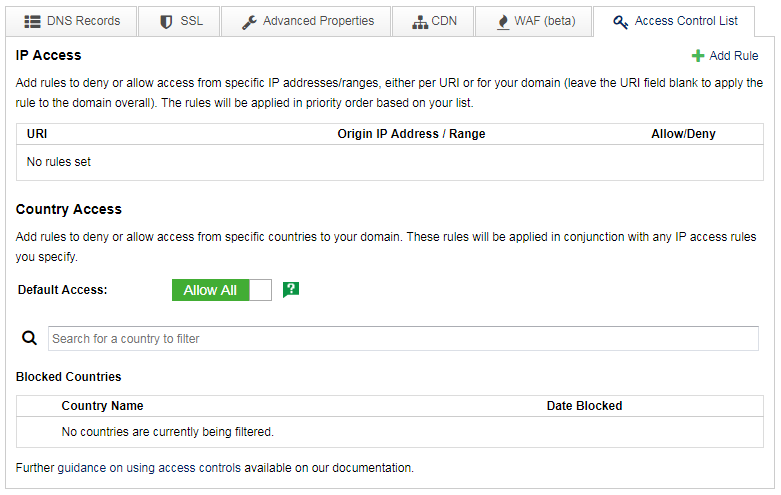 DNS Records SSL Advanced Properties CDN WAF (beta) Access Control List
IP Access Add Rule
Add rules to deny or allow access from specific IP addresses/ranges, either per URI or for your domain (leave the URI field blank to apply the
rule to the domain overall). The rules will be applied in priority order based on your list.
URI Origin IP Address / Range Allow/Deny
No rules set
Country Access
Add rules to deny or allow access from specific countries to your domain. These rules will be applied in conjunction with any IP access rules
you specify.
Default Access: Allow All ?
Search for a country to filter
Blocked Countries
Country Name Date Blocked
No countries are currently being filtered.
Further guidance on using access controls available on our documentation.